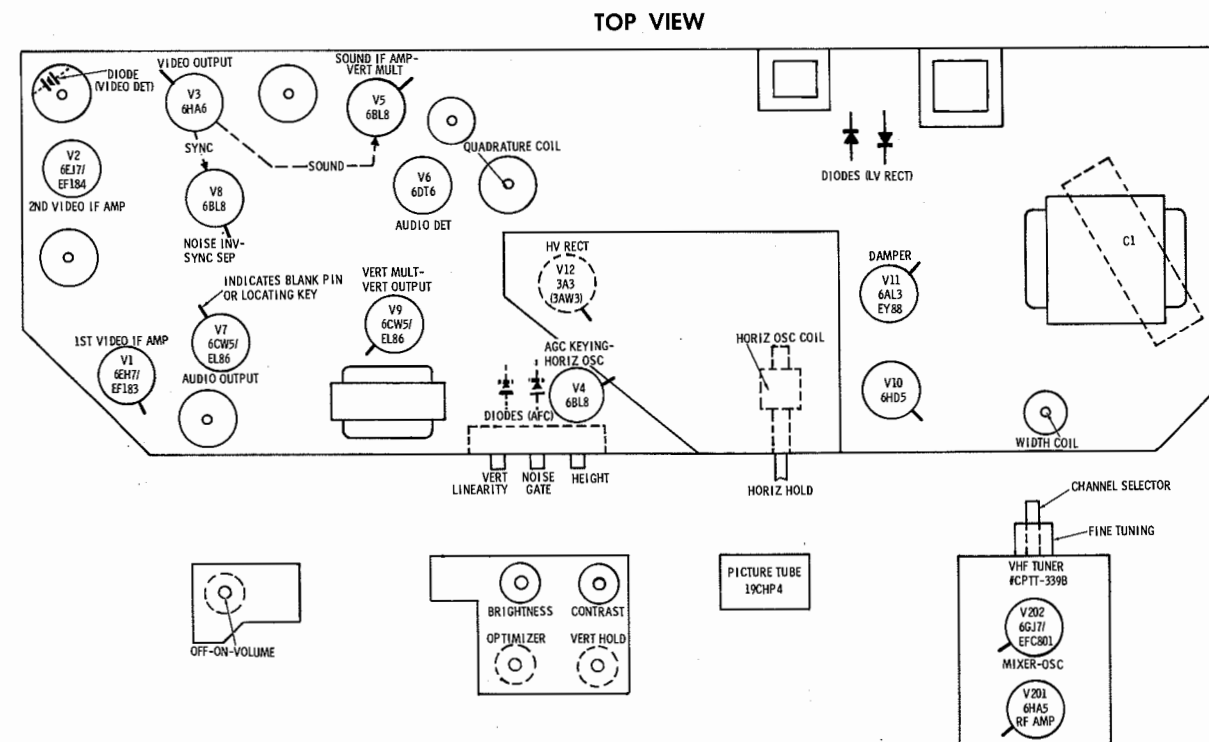 TOP VIEW
DIODE
(VIDEO DET)
VIDEO OUTPUT
V3
6HA6
SOUND IF AMP-
VERT MULT
V5
6BL8
SYNC
SOUND
QUADRATURE COIL
DIODES (LV RECT)
V2
6EJ7/
EF184
2ND VIDEO IF AMP
V8
6BL8
NOISE INV-
SYNC SEP
V6
6DT6
AUDIO DET
C1
HV RECT
V12
3A3
(3AW3)
DAMPER
V11
6AL3
EY88
INDICATES BLANK PIN
OR LOCATING KEY
VERT MULT-
VERT OUTPUT
V9
6CW5/
EL86
1ST VIDEO IF AMP
V1
6EH7/
EF183
V7
6CW5/
EL86
AUDIO OUTPUT
AGC KEYING-
HORIZ OSC
V4
6BL8
DIODES (AFC)
HORIZ OSC COIL
V10
6HD5
WIDTH COIL
VERT
LINEARITY
NOISE
GATE
HEIGHT
HORIZ HOLD
CHANNEL SELECTOR
FINE TUNING
OFF-ON-VOLUME
BRIGHTNESS
CONTRAST
OPTIMIZER
VERT HOLD
PICTURE TUBE
19CHP4
VHF TUNER
#CPTT-339B
V202
6GJ7/
EFC801
MIXER-OSC
V201
6HA5
RF AMP